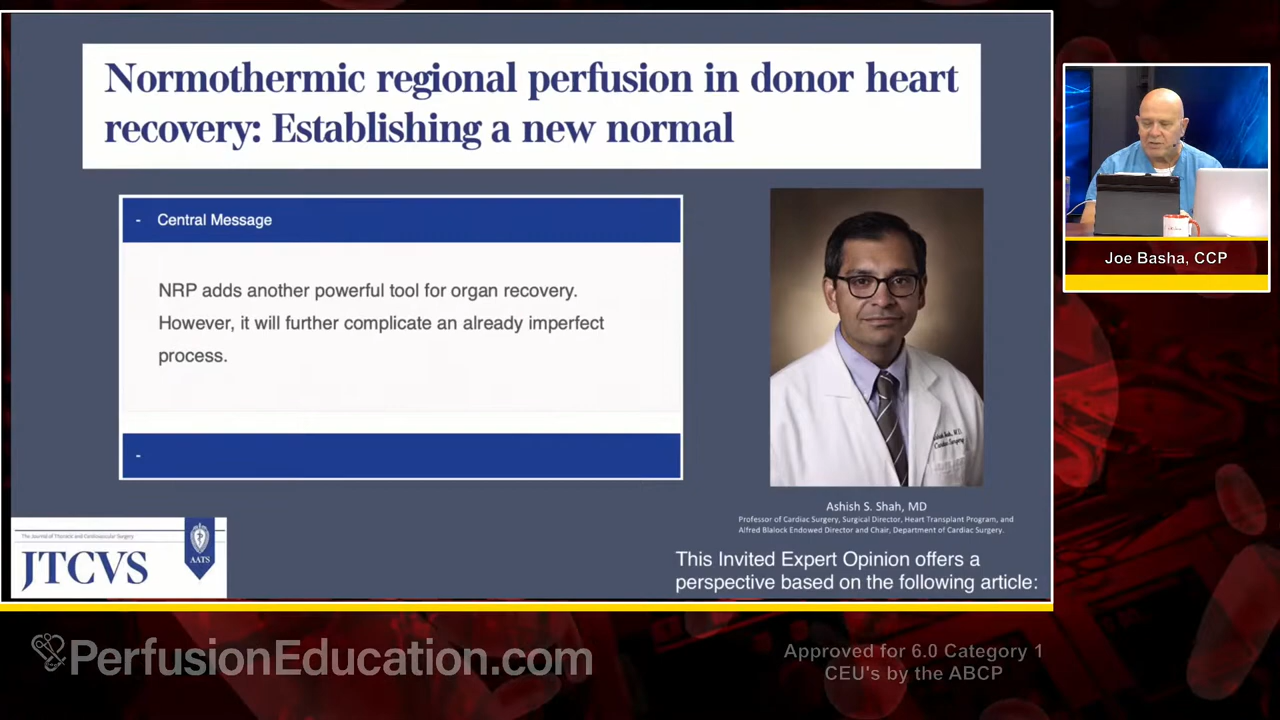 Normothermic regional perfusion in donor heart
recovery: Establishing a new normal
- Central Message
NRP adds another powerful tool for organ recovery.
However, it will further complicate an already imperfect
process.
-
Ashish S. Shah, MD
Professor of Cardiac Surgery, Surgical Director, Heart Transplant Program, and
Alfred Blalock Endowed Director and Chair, Department of Cardiac Surgery.
This Invited Expert Opinion offers a
perspective based on the following article:
The Journal of Thoracic and Cardiovascular Surgery
JTCVS
AATS
Joe Basha, CCP
PerfusionEducation.com
Approved for 6.0 Category 1
CEU's by the ABCP